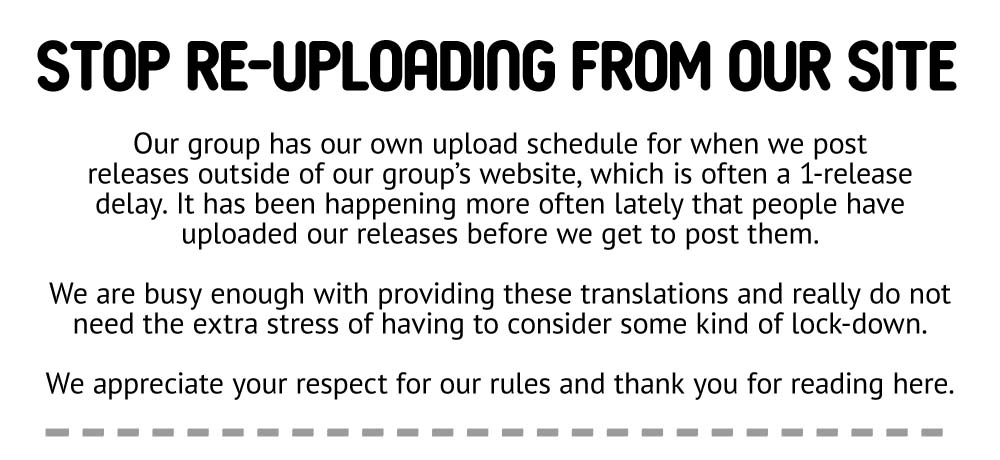 STOP RE-UPLOADING FROM OUR SITE
Our group has our own upload schedule for when we post
releases outside of our group’s website, which is often a 1-release
delay. It has been happening more often lately that people have
uploaded our releases before we get to post them.
We are busy enough with providing these translations and really do not
need the extra stress of having to consider some kind of lock-down.
We appreciate your respect for our rules and thank you for reading here.